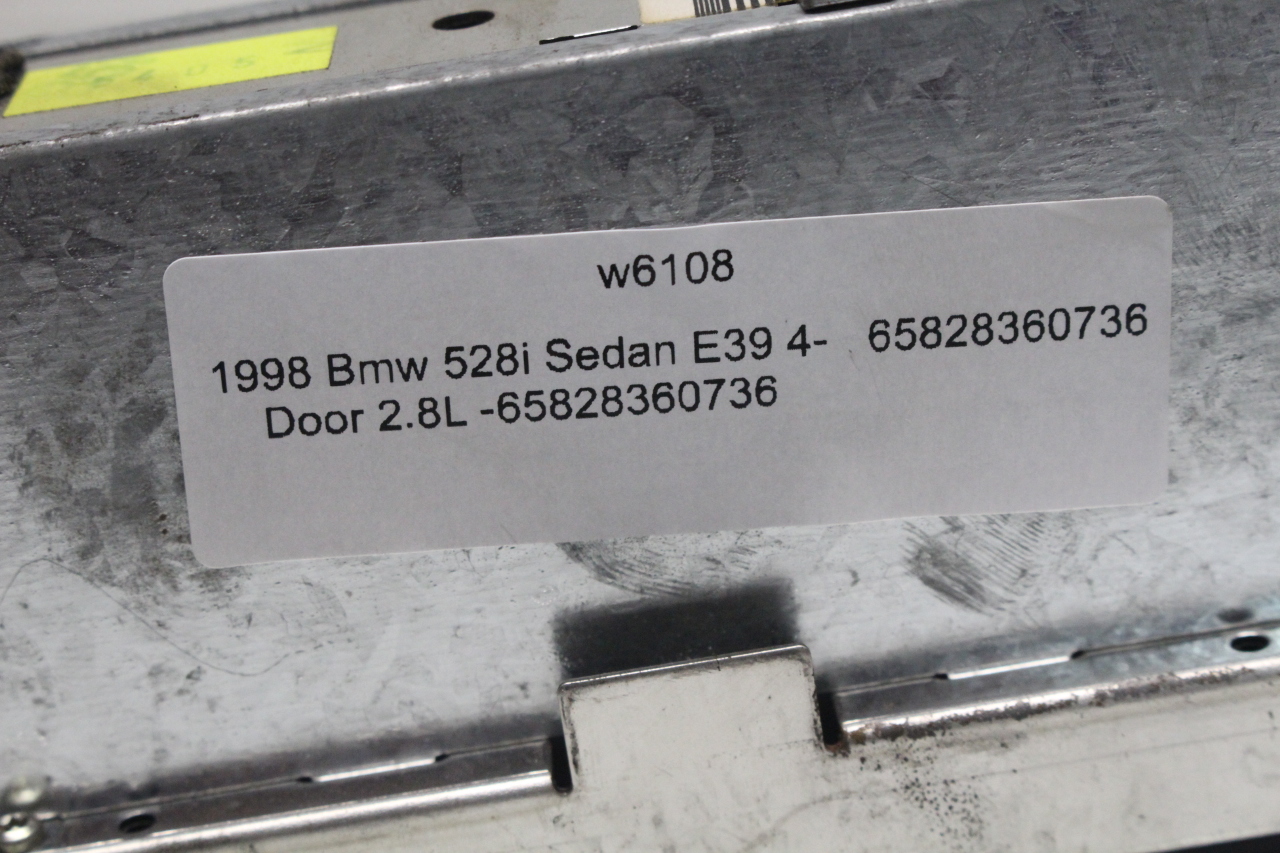 w6108
1998 Bmw 528i Sedan E39 4- 65828360736
Door 2.8L -65828360736